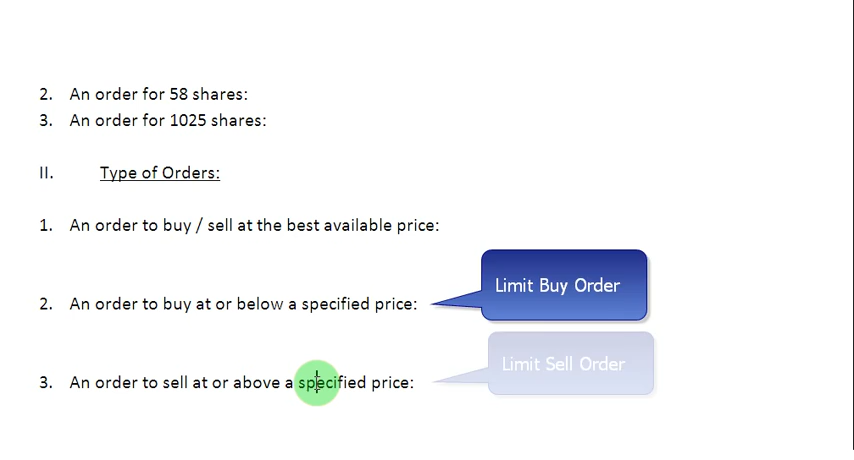 2. An order for 58 shares:
3. An order for 1025 shares:
II. Type of Orders:
1. An order to buy / sell at the best available price:
Limit Buy Order
2. An order to buy at or below a specified price:
Limit Sell Order
3. An order to sell at or above a specified price: